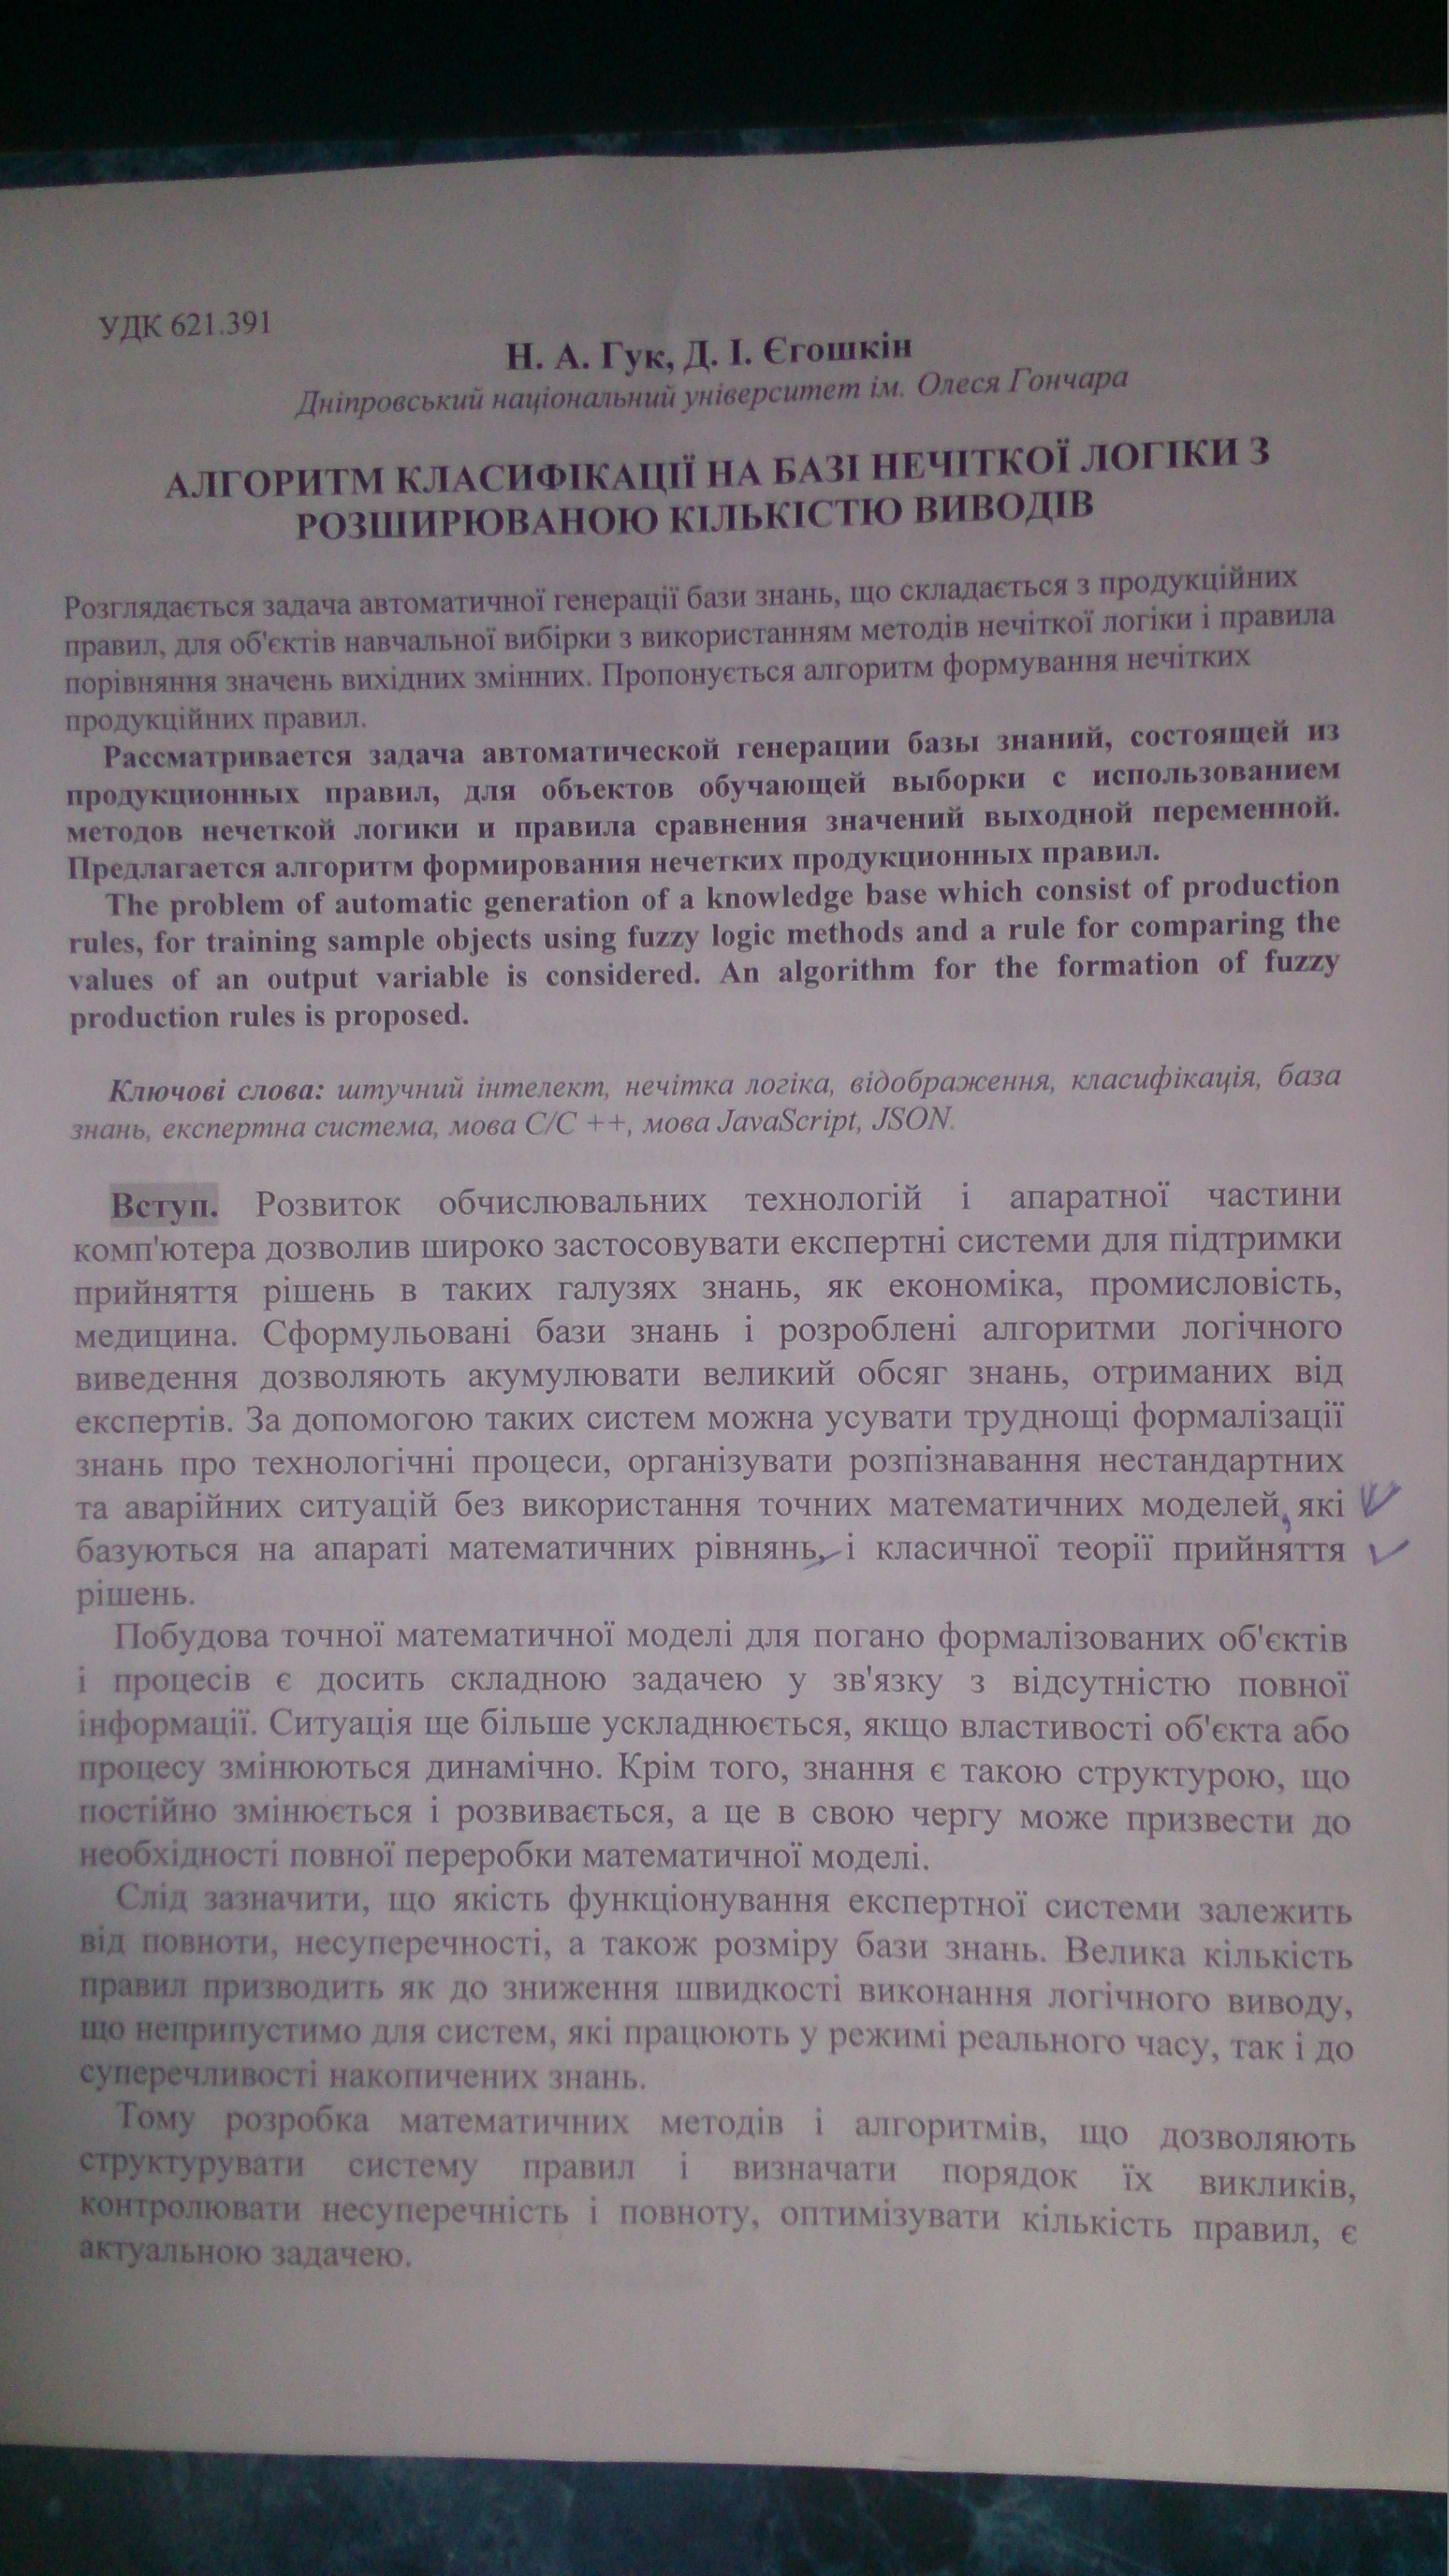 УДК 621.391
Н. А. Гук, Д. І. Єгошкін
Дніпровський національний університет ім. Олеся Гончара
АЛГОРИТМ КЛАСИФІКАЦІЇ НА БАЗІ НЕЧІТКОЇ ЛОГІКИ З
РОЗШИРЮВАНОЮ КІЛЬКІСТЮ ВИВОДІВ
Розглядається задача автоматичної генерації бази знань, що складається з продукційних
правил, для об'єктів навчальної вибірки з використанням методів нечіткої логіки і правила
порівняння значень вихідних змінних. Пропонується алгоритм формування нечітких
продукційних правил.
Рассматривается задача автоматической генерации базы знаний, состоящей из
продукционных правил, для объектов обучающей выборки с использованием
методов нечеткой логики и правила сравнения значений выходной переменной.
Предлагается алгоритм формирования нечетких продукционных правил.
The problem of automatic generation of a knowledge base which consist of production
rules, for training sample objects using fuzzy logic methods and a rule for comparing the
values of an output variable is considered. An algorithm for the formation of fuzzy
production rules is proposed.
Ключові слова: штучний інтелект, нечітка логіка, відображення, класифікація, база
знань, експертна система, мова C/C ++, мова JavaScript, JSON.
Вступ. Розвиток обчислювальних технологій і апаратної частини
комп'ютера дозволив широко застосовувати експертні системи для підтримки
прийняття рішень в таких галузях знань, як економіка, промисловість,
медицина. Сформульовані бази знань і розроблені алгоритми логічного
виведення дозволяють акумулювати великий обсяг знань, отриманих від
експертів. За допомогою таких систем можна усувати труднощі формалізації
знань про технологічні процеси, організувати розпізнавання нестандартних
та аварійних ситуацій без використання точних математичних моделей, які
базуються на апараті математичних рівнянь, і класичної теорії прийняття
рішень.
Побудова точної математичної моделі для погано формалізованих об'єктів
і процесів є досить складною задачею у зв'язку з відсутністю повної
інформації. Ситуація ще більше ускладнюється, якщо властивості об'єкта або
процесу змінюються динамічно. Крім того, знання є такою структурою, що
постійно змінюється і розвивається, а це в свою чергу може призвести до
необхідності повної переробки математичної моделі.
Слід зазначити, що якість функціонування експертної системи залежить
від повноти, несуперечності, а також розміру бази знань. Велика кількість
правил призводить як до зниження швидкості виконання логічного виводу,
що неприпустимо для систем, які працюють у режимі реального часу, так і до
суперечливості накопичених знань.
Тому розробка математичних методів і алгоритмів, що дозволяють
структурувати систему правил і визначати порядок їх викликів,
контролювати несуперечність і повноту, оптимізувати кількість правил, є
актуальною задачею.